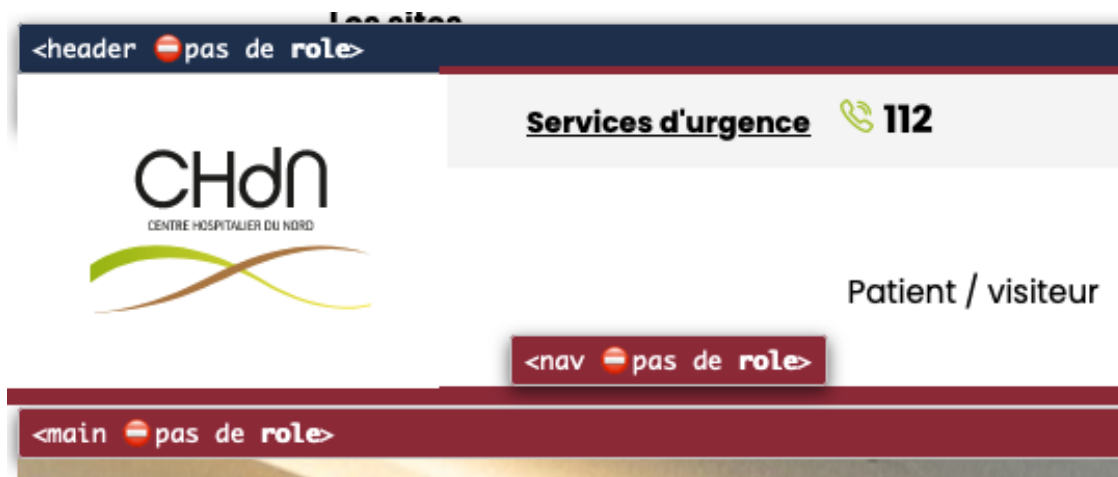 Les sites
<header ⛔pas de role>
Services d'urgence 112
CHdN
CENTRE HOSPITALIER DU NORD
Patient / visiteur
<nav ⛔pas de role>
<main ⛔pas de role>